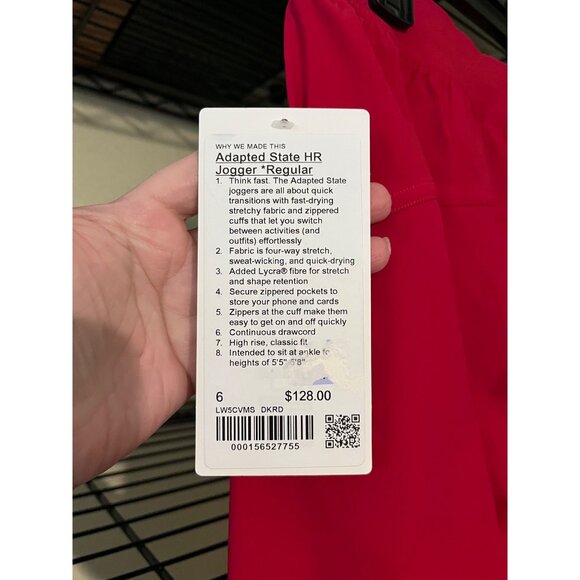 WHY WE MADE THIS
Adapted State HR
Jogger *Regular
1. Think fast. The Adapted State
joggers are all about quick
transitions with fast-drying
stretchy fabric and zippered
cuffs that let you switch
between activities (and
outfits) effortlessly
2. Fabric is four-way stretch,
sweat-wicking, and quick-drying
3. Added Lycra® fibre for stretch
and shape retention
4. Secure zippered pockets to
store your phone and cards
5. Zippers at the cuff make them
easy to get on and off quickly
6. Continuous drawcord
7. High rise, classic fit
8. Intended to sit at ankle for
heights of 5'5"-5'8"
6 $128.00
LW5CVMS DKRD
000156527755